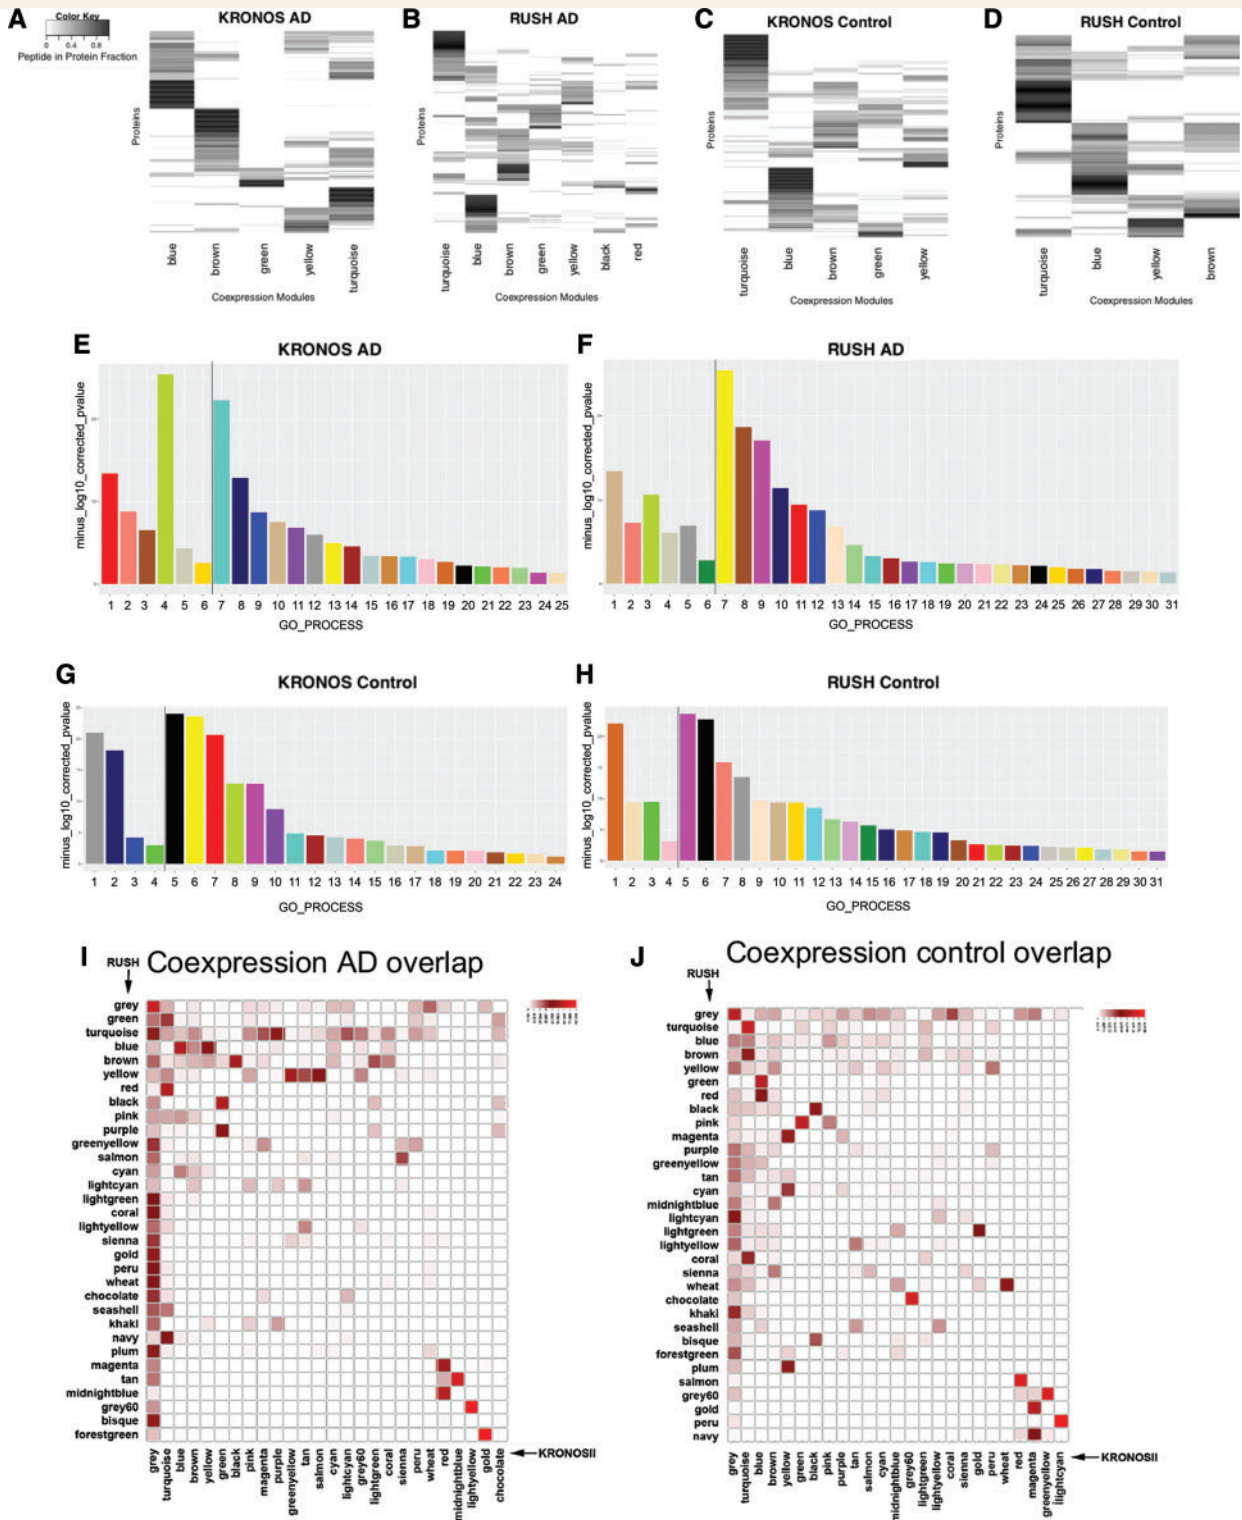 A
Color Key
0 0.4 0.8
Peptide in Protein Fraction
KRONOS AD
Proteins
blue
brown
green
yellow
turquoise
Coexpression Modules
B
RUSH AD
Proteins
turquoise
blue
brown
green
yellow
black
red
Coexpression Modules
C
KRONOS Control
Proteins
turquoise
blue
brown
green
yellow
Coexpression Modules
D
RUSH Control
Proteins
turquoise
blue
yellow
brown
Coexpression Modules
E
KRONOS AD
minus_log10_corrected_pvalue
1 2 3 4 5 6 7 8 9 10 11 12 13 14 15 16 17 18 19 20 21 22 23 24 25
GO_PROCESS
F
RUSH AD
minus_log10_corrected_pvalue
1 2 3 4 5 6 7 8 9 10 11 12 13 14 15 16 17 18 19 20 21 22 23 24 25 26 27 28 29 30 31
GO_PROCESS
G
KRONOS Control
minus_log10_corrected_pvalue
1 2 3 4 5 6 7 8 9 10 11 12 13 14 15 16 17 18 19 20 21 22 23 24
GO_PROCESS
H
RUSH Control
minus_log10_corrected_pvalue
1 2 3 4 5 6 7 8 9 10 11 12 13 14 15 16 17 18 19 20 21 22 23 24 25 26 27 28 29 30 31
GO_PROCESS
I
RUSH
Coexpression AD overlap
grey
green
turquoise
blue
brown
yellow
red
black
pink
purple
greenyellow
salmon
cyan
lightcyan
lightgreen
coral
lightyellow
sienna
gold
peru
wheat
chocolate
seashell
khaki
navy
plum
magenta
tan
midnightblue
grey60
bisque
forestgreen
grey
turquoise
blue
brown
yellow
green
black
pink
magenta
purple
greenyellow
tan
salmon
cyan
lightcyan
grey60
lightgreen
coral
sienna
peru
wheat
red
midnightblue
lightyellow
gold
chocolate
KRONOSII
J
RUSH
Coexpression control overlap
grey
turquoise
blue
brown
yellow
green
red
black
pink
magenta
purple
greenyellow
tan
cyan
midnightblue
lightcyan
lightgreen
lightyellow
coral
sienna
wheat
chocolate
khaki
seashell
bisque
forestgreen
plum
salmon
grey60
gold
peru
navy
grey
turquoise
blue
brown
yellow
green
black
pink
purple
tan
salmon
cyan
midnightblue
grey60
lightgreen
lightyellow
coral
sienna
gold
peru
wheat
red
magenta
greenyellow
lightcyan
KRONOSII